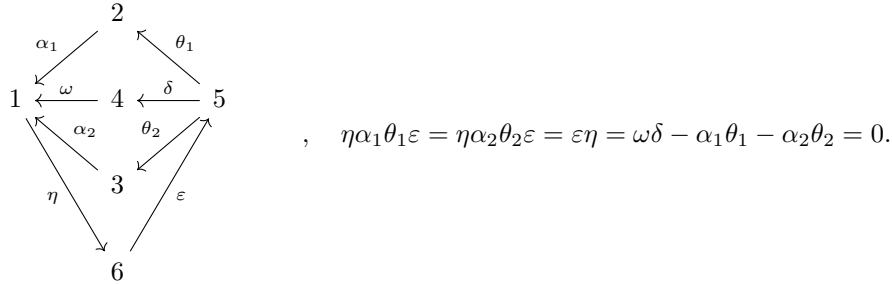 2
α₁ θ₁
1 ω 4 δ 5
α₂ θ₂
, ηα₁θ₁ε = ηα₂θ₂ε = εη = ωδ − α₁θ₁ − α₂θ₂ = 0.
3
η ε
6